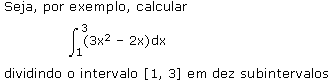 Seja, por exemplo, calcular
∫₁³(3x² – 2x)dx
dividindo o intervalo [1, 3] em dez subintervalos